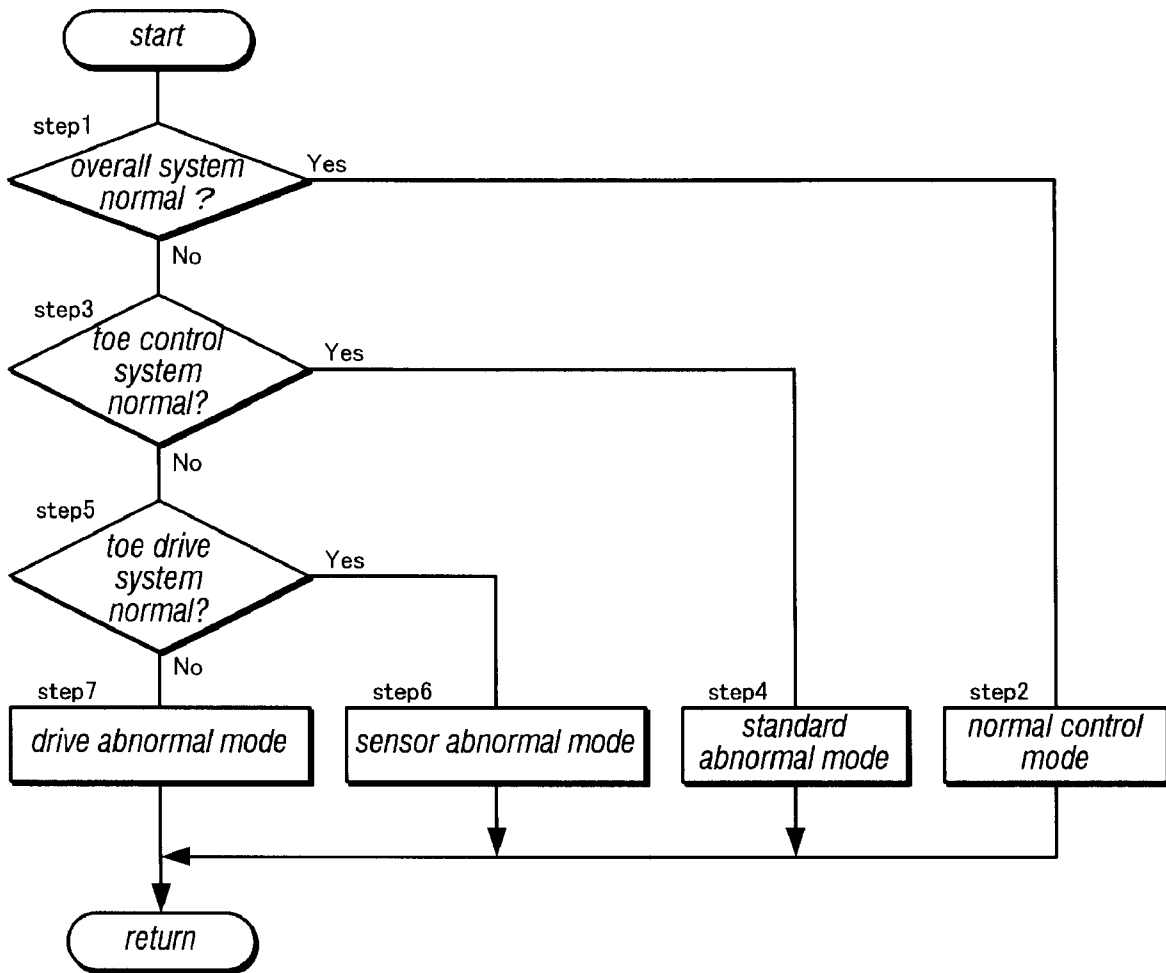 start
step1
overall system
normal ?
Yes
No
step3
toe control
system
normal?
Yes
No
step5
toe drive
system
normal?
Yes
No
step7
drive abnormal mode
step6
sensor abnormal mode
step4
standard
abnormal mode
step2
normal control
mode
return